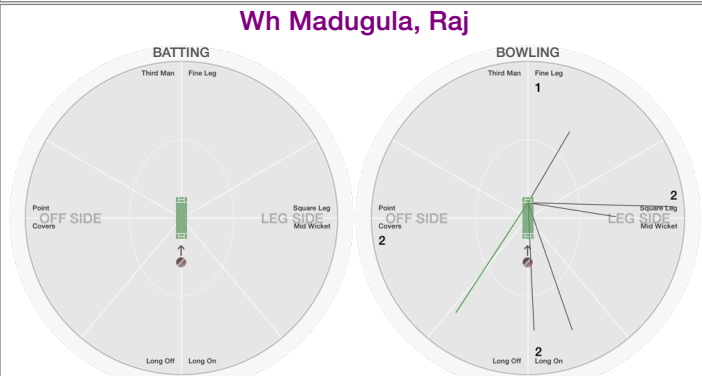 Wh Madugula, Raj
BATTING
Third Man Fine Leg
Point
OFF SIDE
Covers
Square Leg
LEG SIDE
Mid Wicket
Long Off Long On
BOWLING
Third Man Fine Leg
1
Point
OFF SIDE
Covers
2
2
Square Leg
LEG SIDE
Mid Wicket
2
Long Off Long On